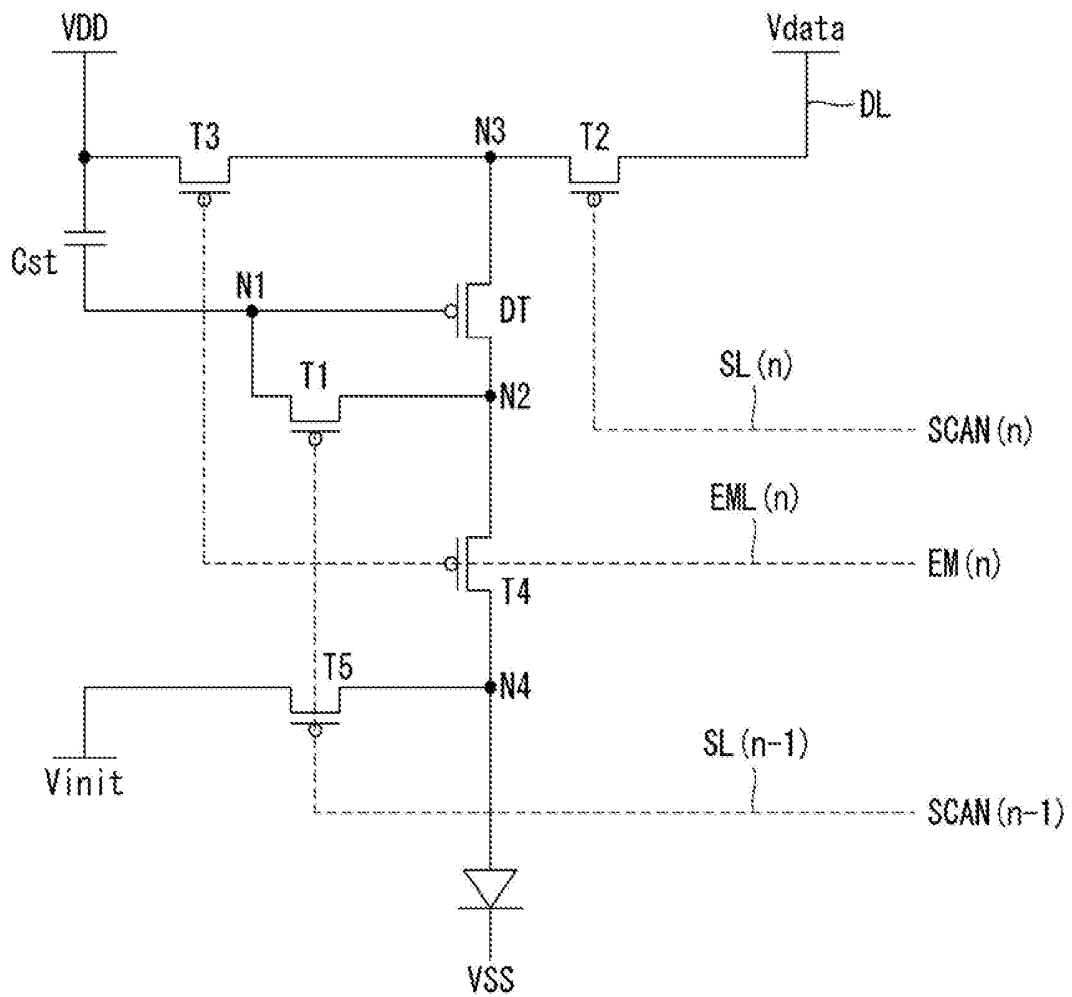 VDD
Vdata
DL
T3
N3
T2
Cst
N1
DT
T1
N2
SL(n)
SCAN(n)
EML(n)
EM(n)
T4
T5
N4
SL(n-1)
Vinit
SCAN(n-1)
VSS